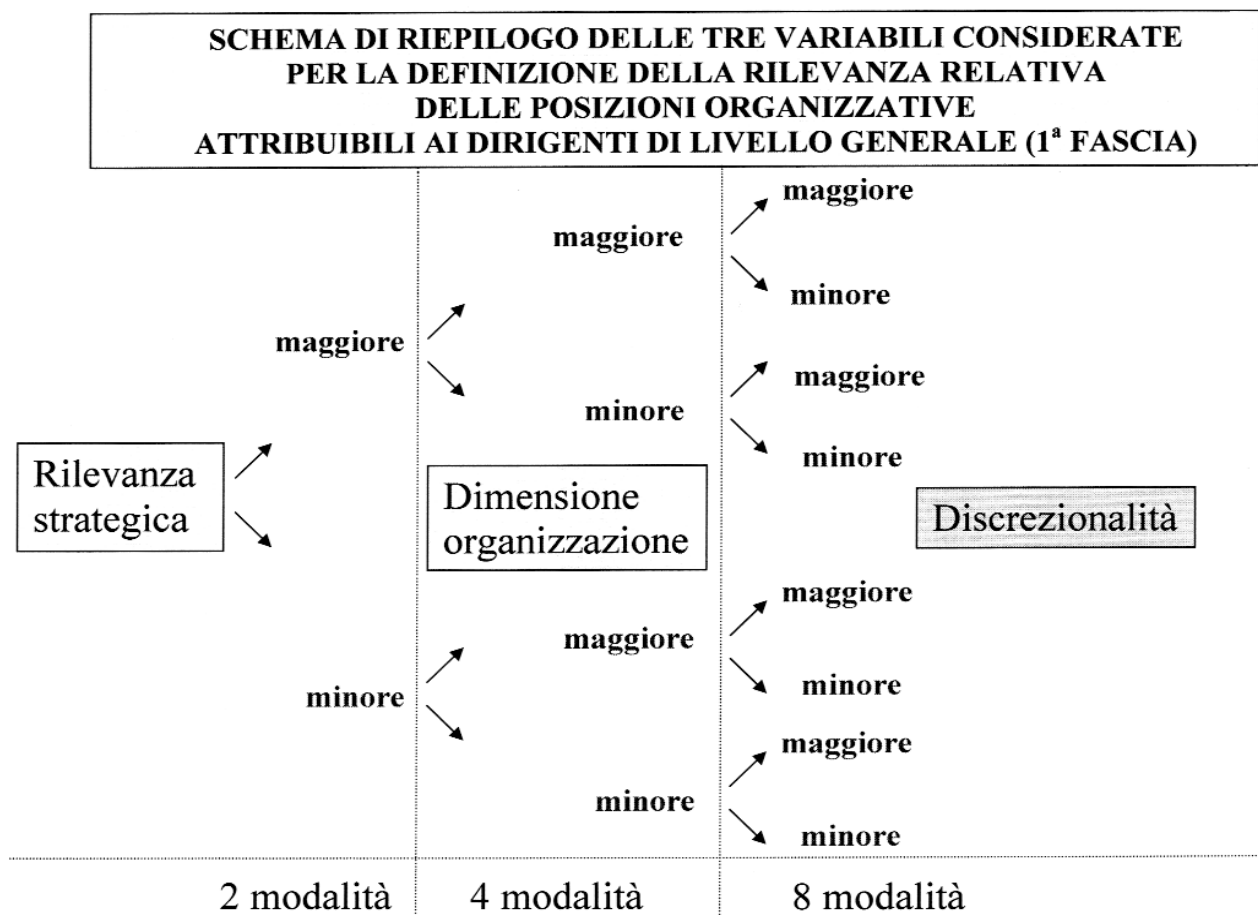 SCHEMA DI RIEPILOGO DELLE TRE VARIABILI CONSIDERATE
PER LA DEFINIZIONE DELLA RILEVANZA RELATIVA
DELLE POSIZIONI ORGANIZZATIVE
ATTRIBUIBILI AI DIRIGENTI DI LIVELLO GENERALE (1ª FASCIA)
maggiore
maggiore
minore
maggiore
maggiore
minore
minore
Rilevanza
strategica
Dimensione
organizzazione
Discrezionalità
maggiore
maggiore
minore
minore
maggiore
minore
minore
2 modalità
4 modalità
8 modalità